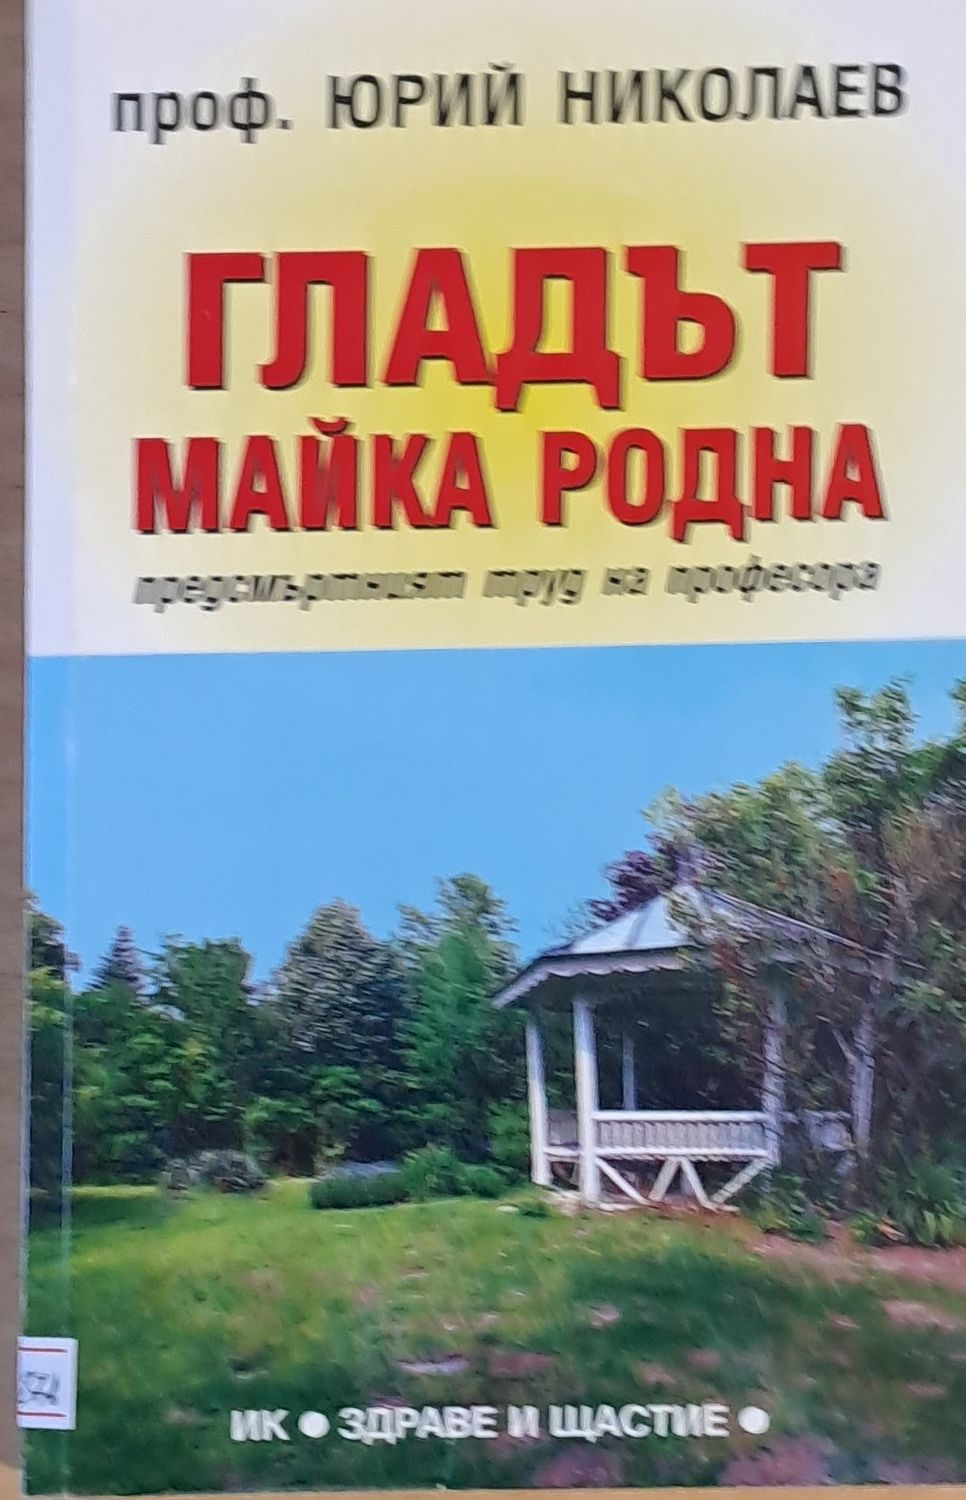 проф. ЮРИЙ НИКОЛАЕВ
ГЛАДЪТ
МАЙКА РОДНА
предсмъртният труд на професора
ИК • ЗДРАВЕ И ЩАСТИЕ •